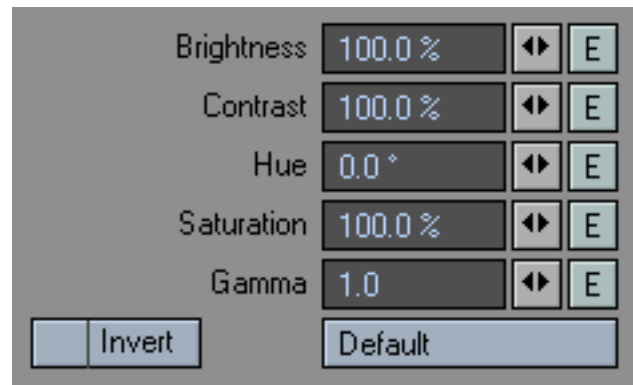 Brightness 100.0 % E
Contrast 100.0 % E
Hue 0.0 ° E
Saturation 100.0 % E
Gamma 1.0 E
Invert Default